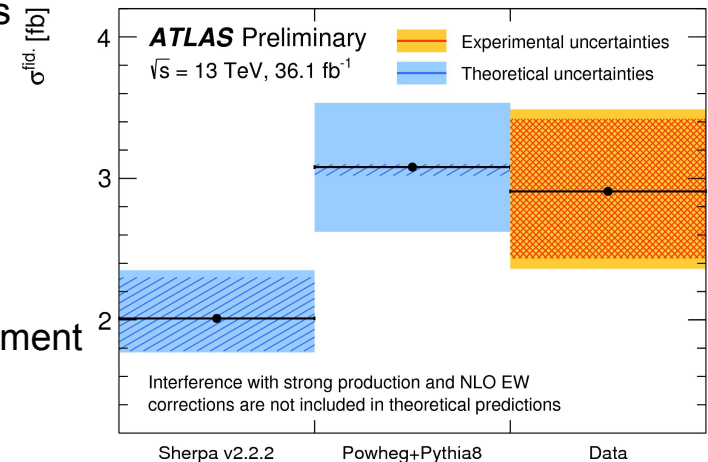 s
σ^fid. [fb]
4
3
2
ATLAS Preliminary
√s = 13 TeV, 36.1 fb⁻¹
Experimental uncertainties
Theoretical uncertainties
ment
Interference with strong production and NLO EW
corrections are not included in theoretical predictions
Sherpa v2.2.2
Powheg+Pythia8
Data